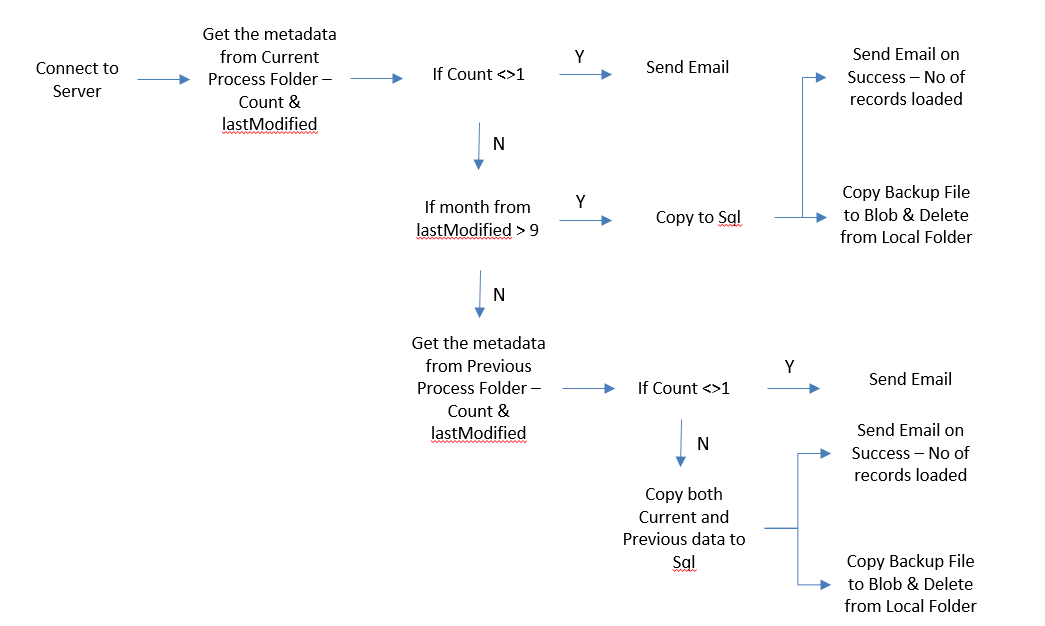 Connect to
Server
Get the metadata
from Current
Process Folder –
Count &
lastModified
If Count <>1
Y
Send Email
N
If month from
lastModified > 9
Y
Copy to Sql
Send Email on
Success – No of
records loaded
Copy Backup File
to Blob & Delete
from Local Folder
N
Get the metadata
from Previous
Process Folder –
Count &
lastModified
If Count <>1
Y
Send Email
N
Copy both
Current and
Previous data to
Sql
Send Email on
Success – No of
records loaded
Copy Backup File
to Blob & Delete
from Local Folder